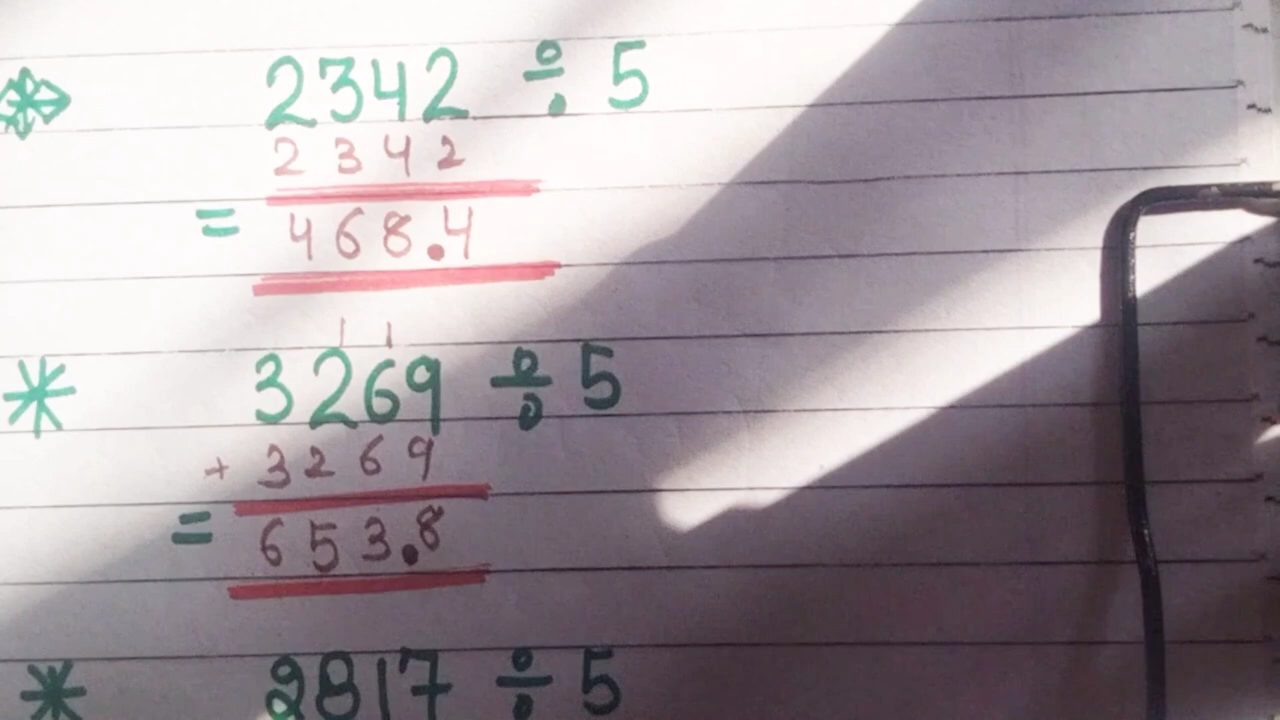 2342 ÷ 5
2342
= 468.4
11
3269 ÷ 5
+ 3269
= 653.8
2817 ÷ 5